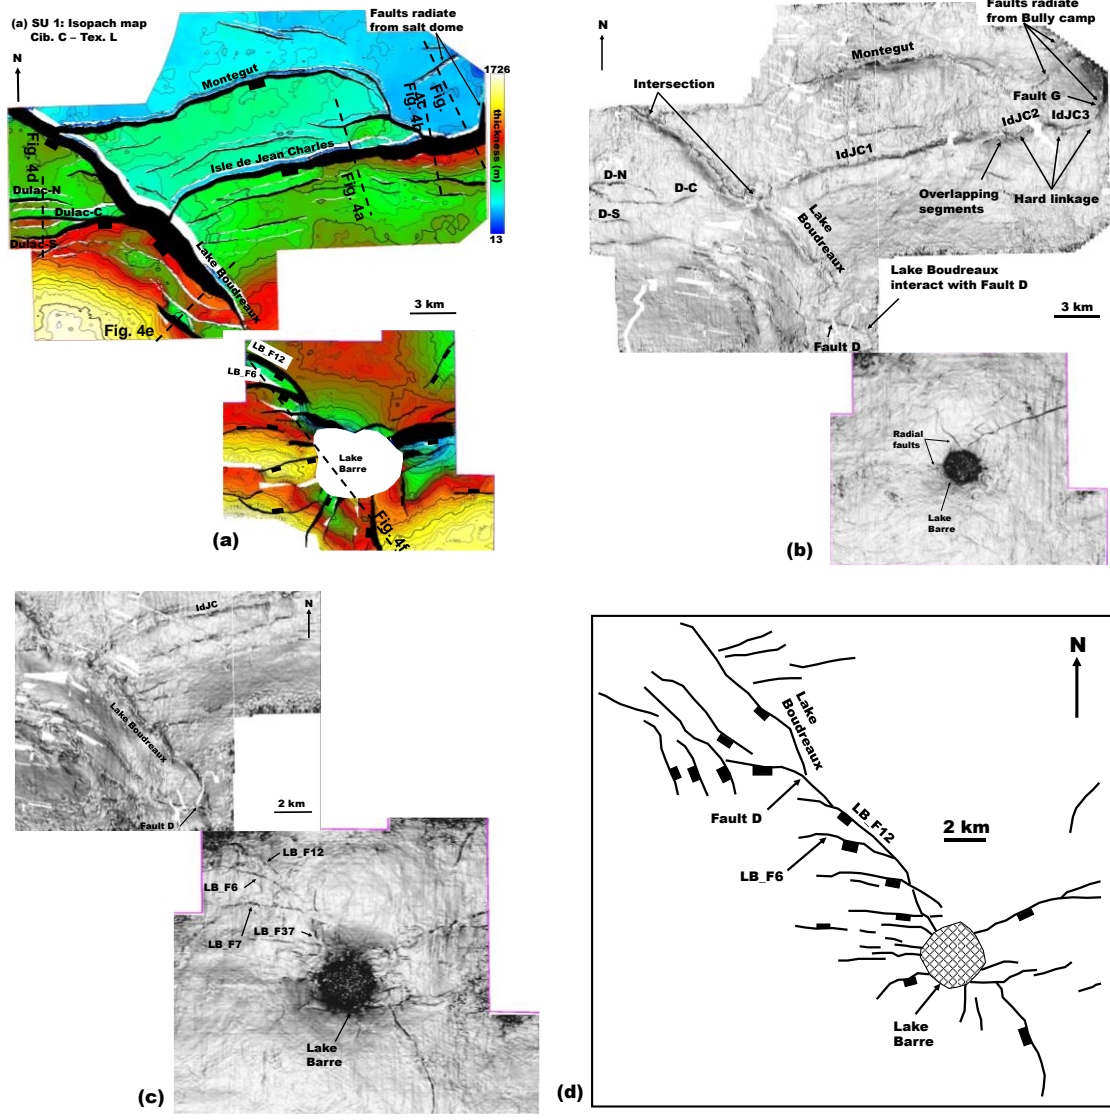 (a) SU 1: Isopach map
Cib. C – Tex. L
N
Faults radiate
from salt dome
1726
thickness (m)
13
Montegut
Isle de Jean Charles
Fig. 4d
Fig. 4a
Fig. 4b
4c
Fig.
Dulac-N
Dulac-C
Dulac-S
Lake Boudreaux
Fig. 4e
3 km
LB_F12
LB_F6
Lake
Barre
Fig. 4f
(a)
N
Faults radiate
from Bully camp
Montegut
Intersection
Fault G
IdJC2
IdJC3
IdJC1
D-N
D-C
D-S
Overlapping
segments
Hard linkage
Lake
Boudreaux
Lake Boudreaux
interact with Fault D
3 km
Fault D
Radial
faults
Lake
Barre
(b)
IdJC
N
Lake Boudreaux
2 km
Fault D
LB_F12
LB_F6
LB_F7
LB_F37
Lake
Barre
(c)
N
Lake
Boudreaux
Fault D
LB_F12
2 km
LB_F6
Lake
Barre
(d)